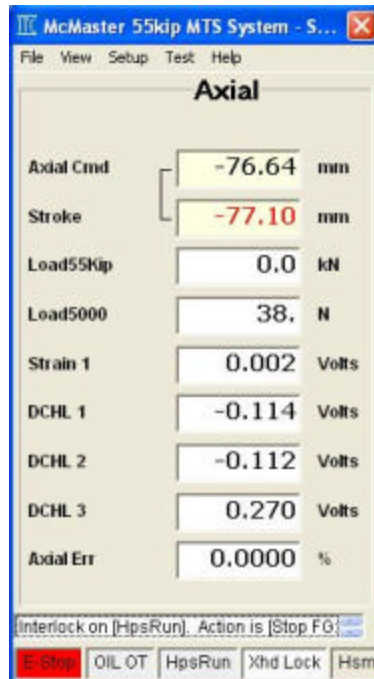 McMaster 55kip MTS System - S...
File View Setup Test Help
Axial
Axial Cmd -76.64 mm
Stroke -77.10 mm
Load55Kip 0.0 kN
Load5000 38. N
Strain 1 0.002 Volts
DCHL 1 -0.114 Volts
DCHL 2 -0.112 Volts
DCHL 3 0.270 Volts
Axial Err 0.0000 %
Interlock on [HpsRun]. Action is [Stop FG]
E-Stop OIL OT HpsRun Xhd Lock Hsm